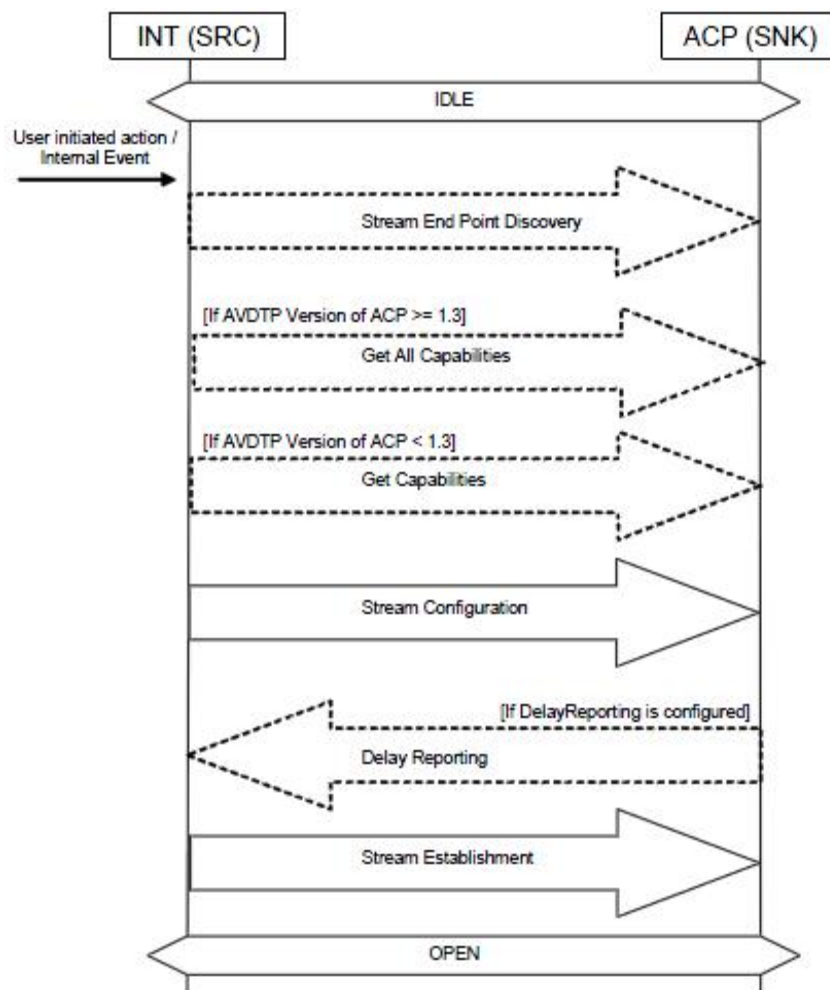 INT (SRC)
ACP (SNK)
IDLE
User initiated action /
Internal Event
Stream End Point Discovery
[If AVDTP Version of ACP >= 1.3]
Get All Capabilities
[If AVDTP Version of ACP < 1.3]
Get Capabilities
Stream Configuration
[If DelayReporting is configured]
Delay Reporting
Stream Establishment
OPEN